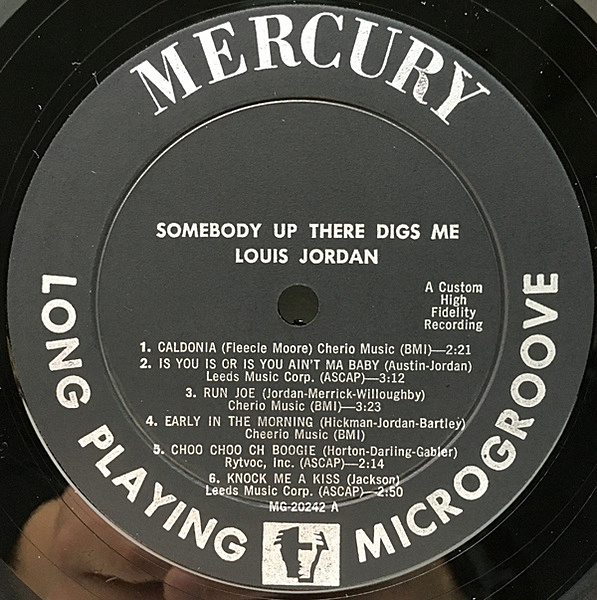 MERCURY
SOMEBODY UP THERE DIGS ME
LOUIS JORDAN
A Custom
High
Fidelity
Recording
1. CALDONIA (Fleecie Moore) Cherio Music (BMI)—2:21
2. IS YOU IS OR IS YOU AIN'T MA BABY (Austin-Jordan)
Leeds Music Corp. (ASCAP)—3:12
3. RUN JOE (Jordan-Merrick-Willoughby)
Cherio Music (BMI)—3:23
4. EARLY IN THE MORNING (Hickman-Jordan-Bartley)
Cheerio Music (BMI)
5. CHOO CHOO CH BOOGIE (Horton-Darling-Gabler)
Rytvoc, Inc. (ASCAP)—2:14
6. KNOCK ME A KISS (Jackson)
Leeds Music Corp. (ASCAP)—2:50
MG-20242 A
LONG PLAYING MICROGROOVE